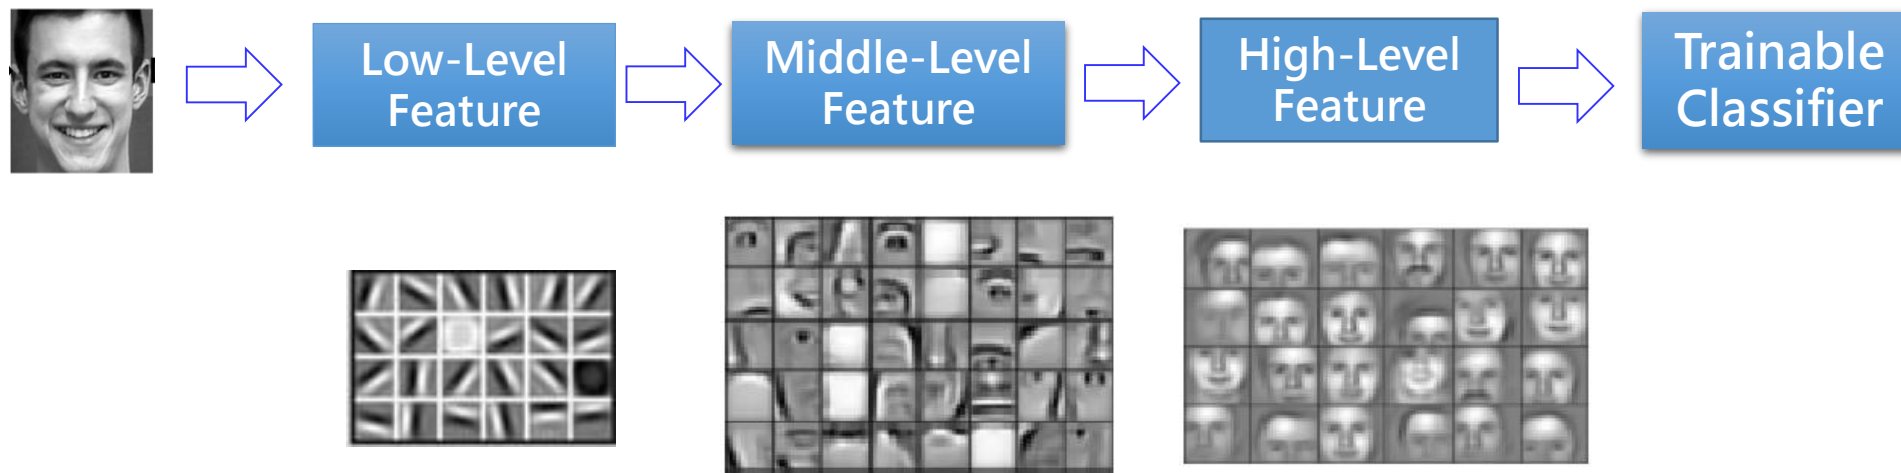 Low-Level
Feature
Middle-Level
Feature
High-Level
Feature
Trainable
Classifier